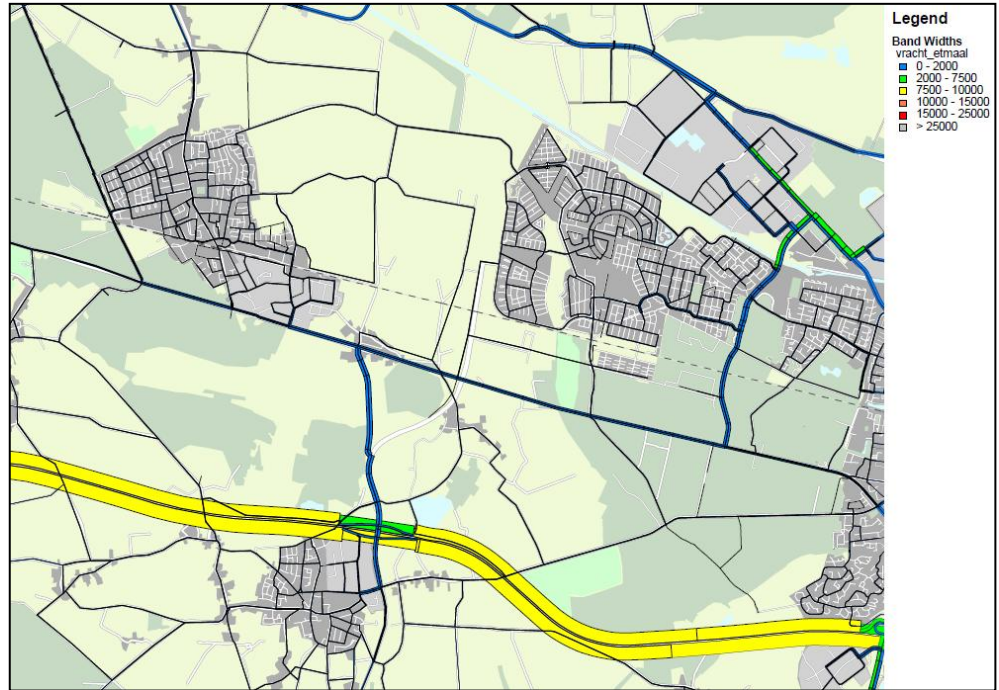 Legend
Band Widths
vracht_etmaal
0 - 2000
2000 - 7500
7500 - 10000
10000 - 15000
15000 - 25000
> 25000